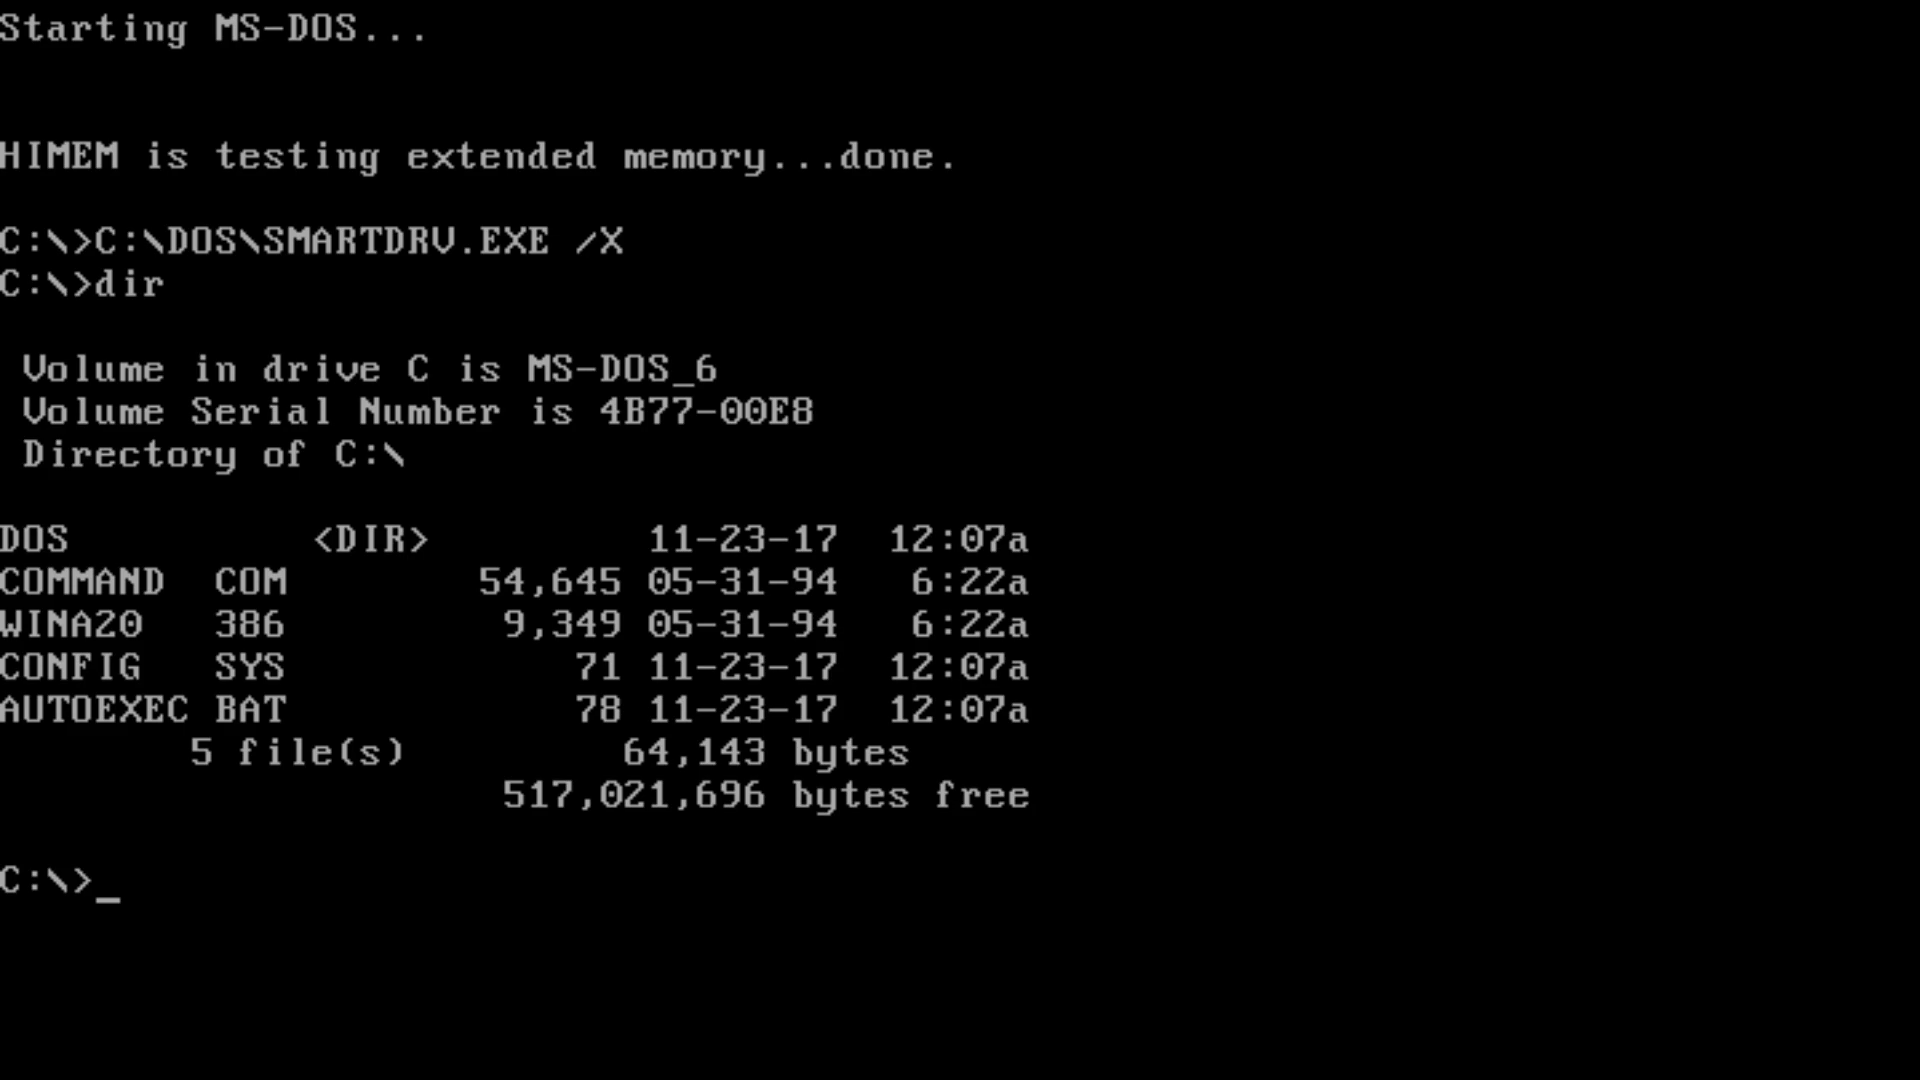 Starting MS-DOS...
HIMEM is testing extended memory...done.
C:\>C:\DOS\SMARTDRV.EXE /X
C:\>dir
Volume in drive C is MS-DOS_6
Volume Serial Number is 4B77-00E8
Directory of C:\
DOS <DIR> 11-23-17 12:07a
COMMAND COM 54,645 05-31-94 6:22a
WINA20 386 9,349 05-31-94 6:22a
CONFIG SYS 71 11-23-17 12:07a
AUTOEXEC BAT 78 11-23-17 12:07a
5 file(s) 64,143 bytes
517,021,696 bytes free
C:\>_